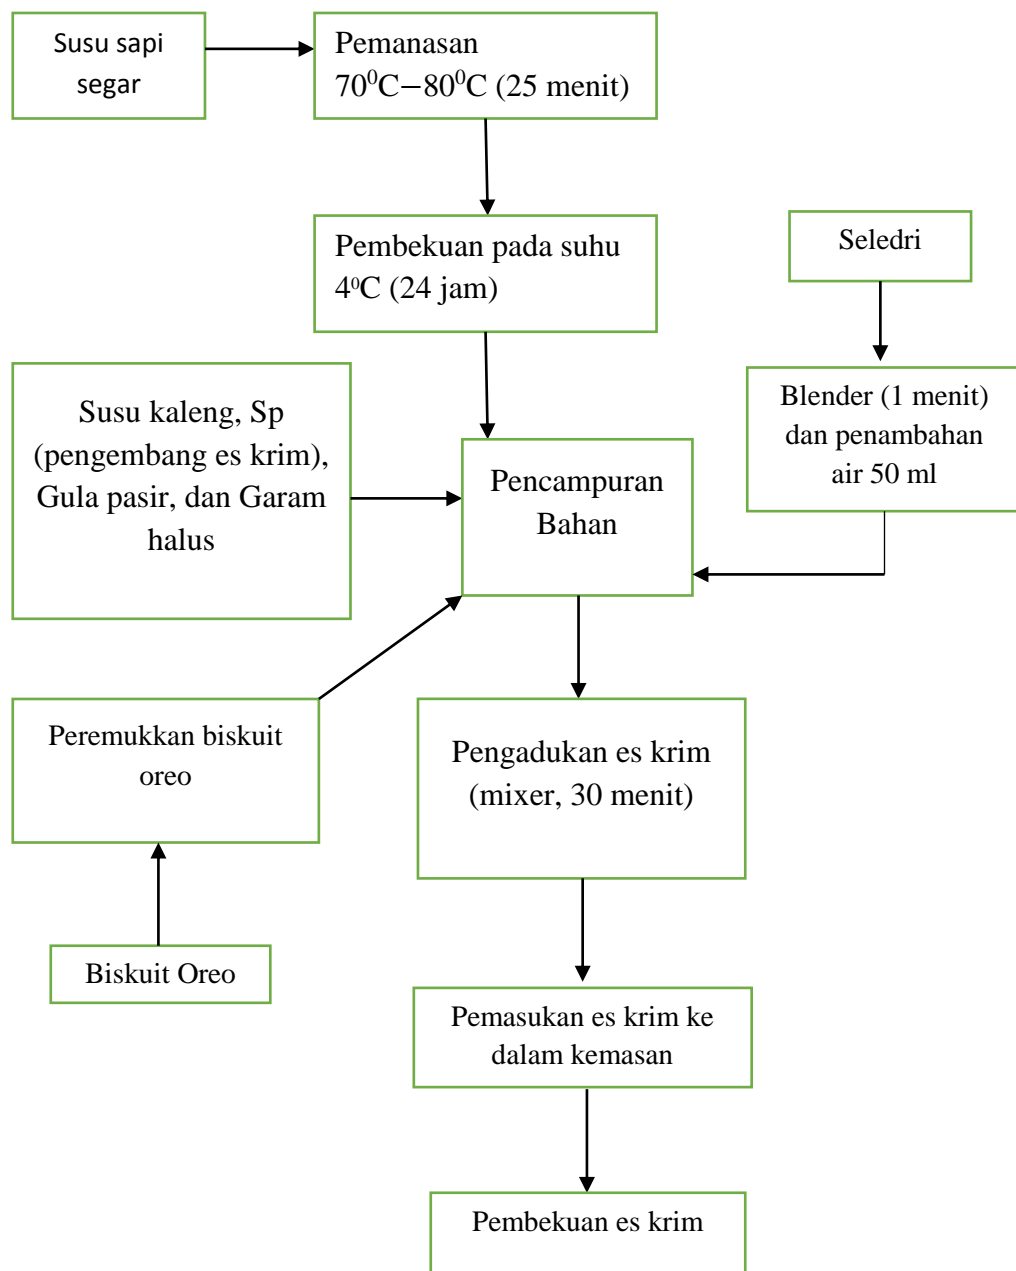 Susu sapi
segar
Pemanasan
70⁰C–80⁰C (25 menit)
Pembekuan pada suhu
4⁰C (24 jam)
Seledri
Blender (1 menit)
dan penambahan
air 50 ml
Susu kaleng, Sp
(pengembang es krim),
Gula pasir, dan Garam
halus
Pencampuran
Bahan
Peremukkan biskuit
oreo
Pengadukan es krim
(mixer, 30 menit)
Biskuit Oreo
Pemasukan es krim ke
dalam kemasan
Pembekuan es krim